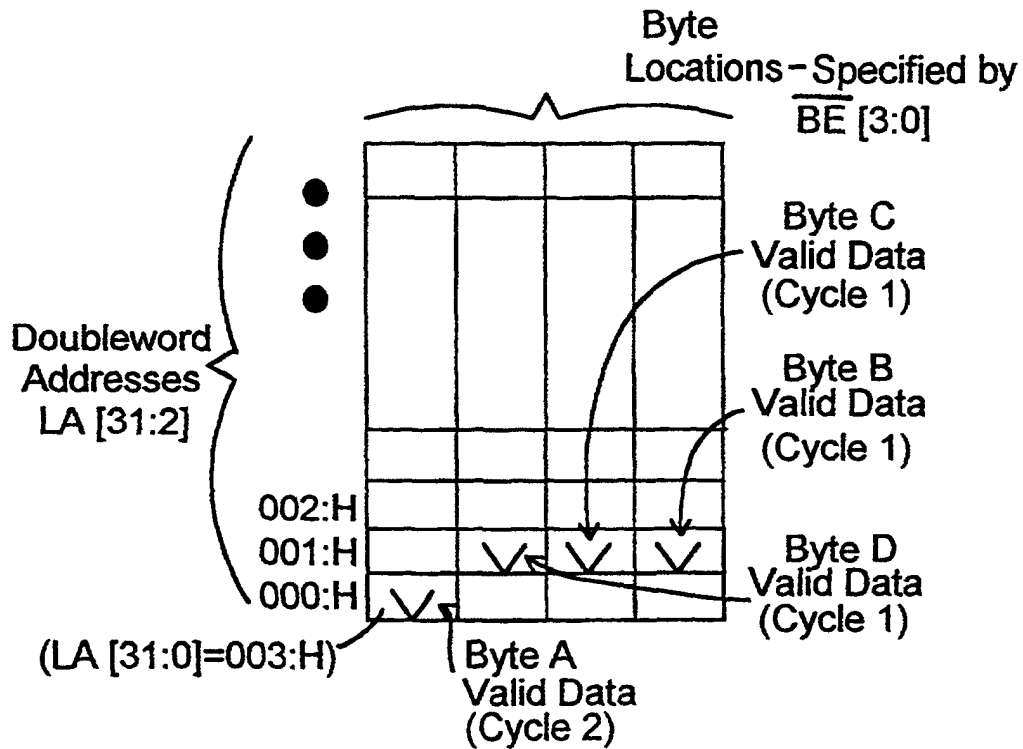 Byte
Locations – Specified by
B̅E̅ [3:0]
Byte C
Valid Data
(Cycle 1)
Doubleword
Addresses
LA [31:2]
Byte B
Valid Data
(Cycle 1)
002:H
001:H
000:H
Byte D
Valid Data
(Cycle 1)
(LA [31:0]=003:H)
Byte A
Valid Data
(Cycle 2)